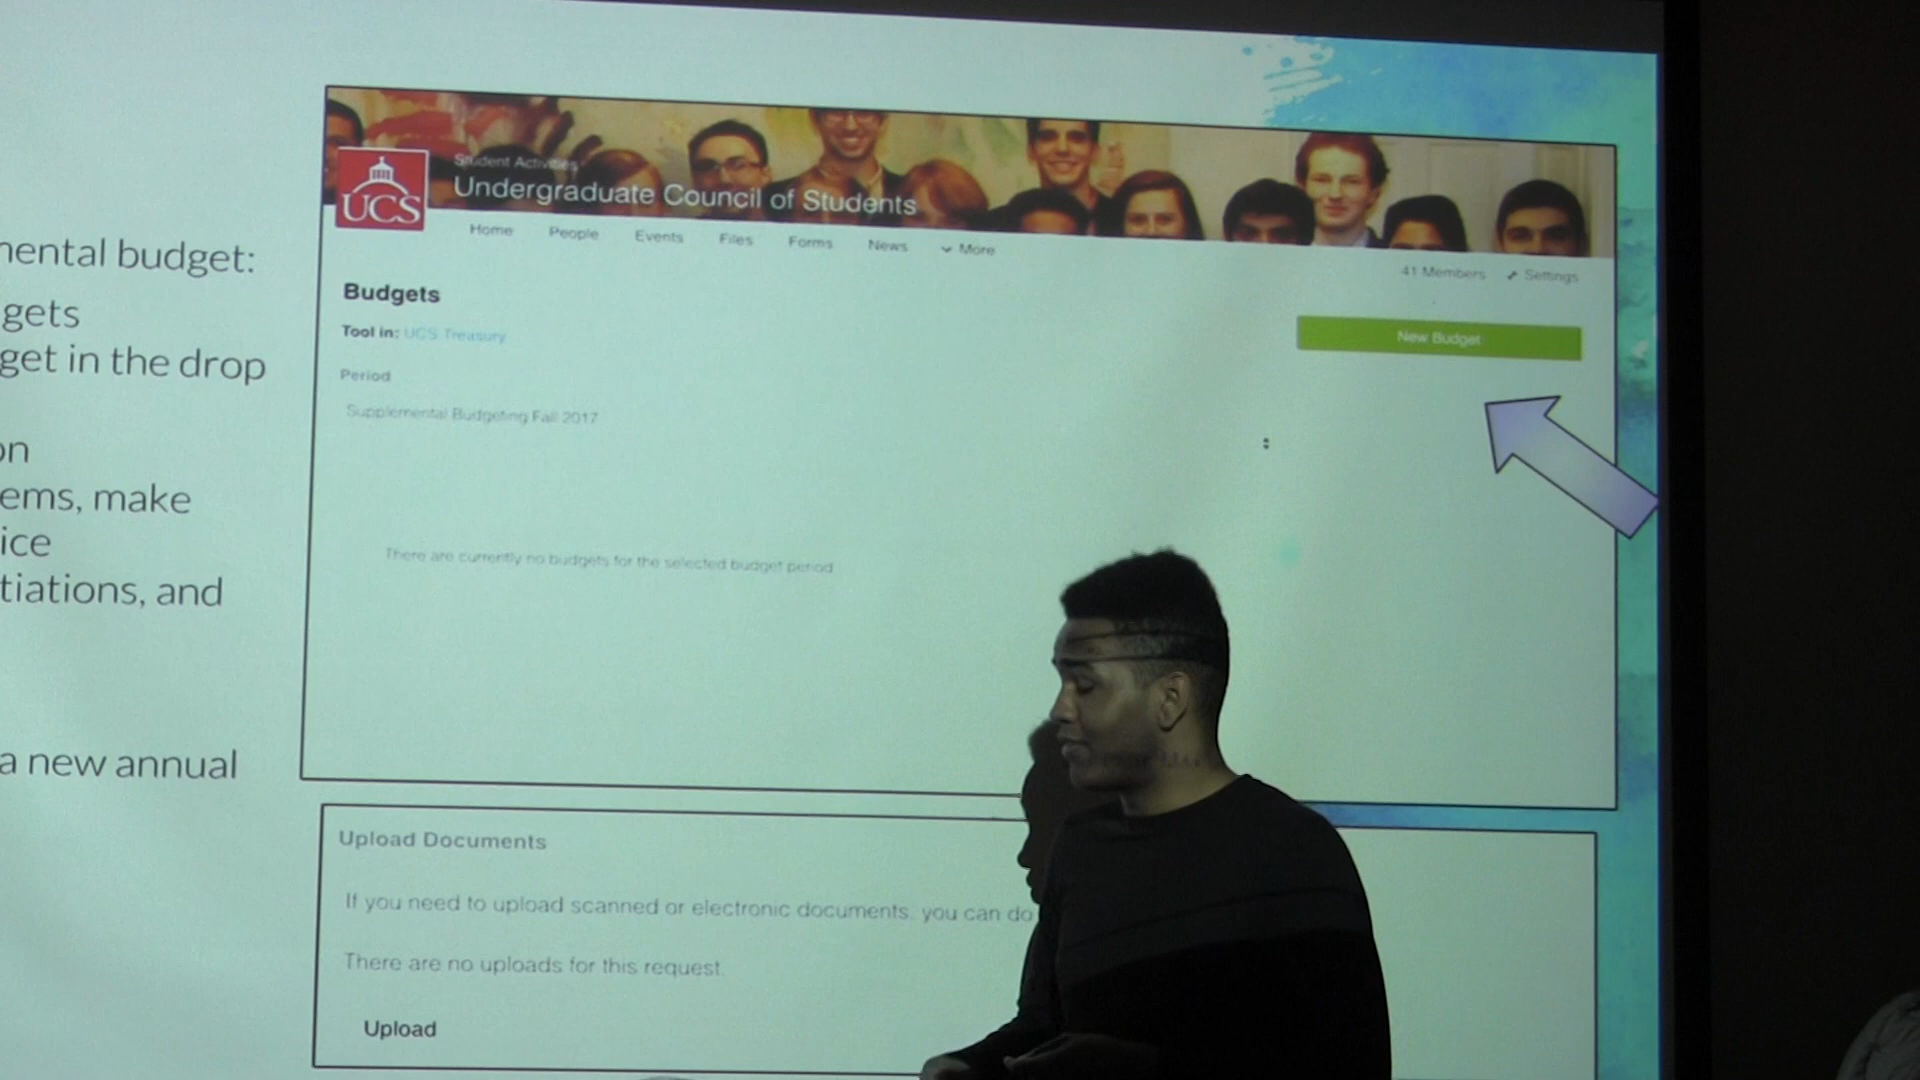 mental budget:
gets
get in the drop
on
ems, make
ice
tiations, and
a new annual
UCS
Student Activities
Undergraduate Council of Students
Home People Events Files Forms News More
41 Members Settings
Budgets
Tool in: UCS Treasury
New Budget
Period
Supplemental Budgeting Fall 2017
There are currently no budgets for the selected budget period
Upload Documents
If you need to upload scanned or electronic documents, you can do
There are no uploads for this request.
Upload